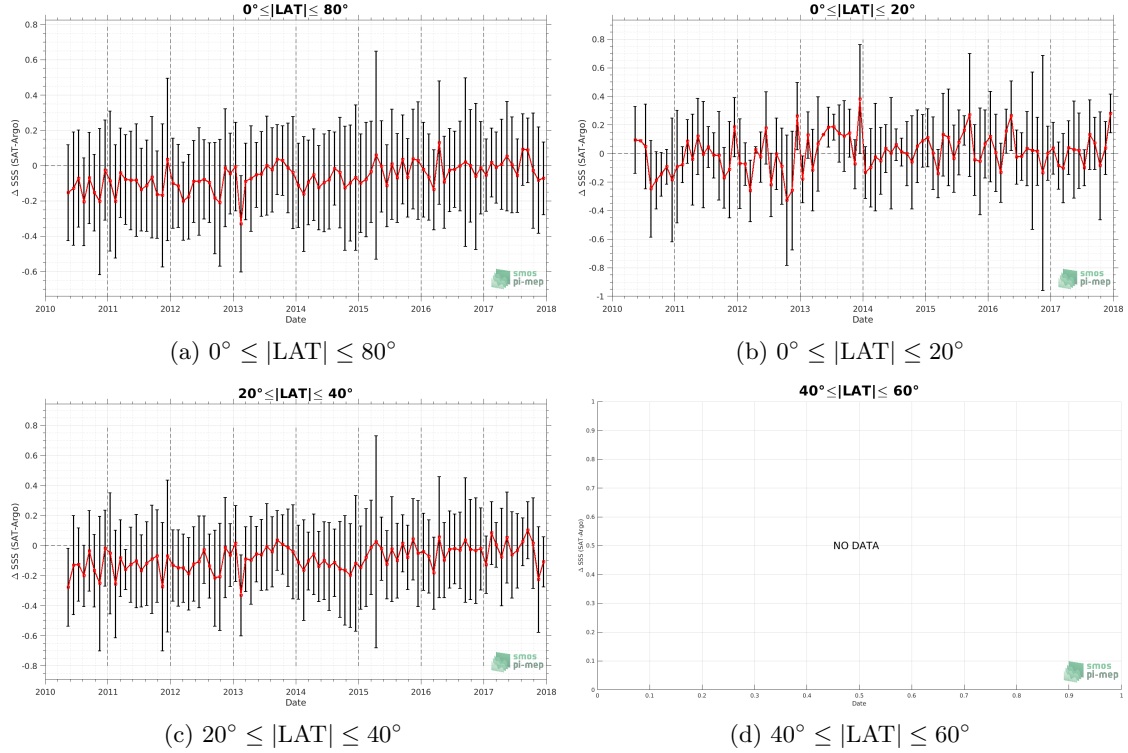 0°≤|LAT|≤ 80°
0.8
0.6
0.4
0.2
0
-0.2
-0.4
-0.6
Δ SSS (SAT-Argo)
2010 2011 2012 2013 2014 2015 2016 2017 2018
Date
smos
pi-mep
(a) 0° ≤ |LAT| ≤ 80°
0°≤|LAT|≤ 20°
1
0.8
0.6
0.4
0.2
0
-0.2
-0.4
-0.6
-0.8
-1
Δ SSS (SAT-Argo)
2010 2011 2012 2013 2014 2015 2016 2017 2018
Date
smos
pi-mep
(b) 0° ≤ |LAT| ≤ 20°
20°≤|LAT|≤ 40°
0.8
0.6
0.4
0.2
0
-0.2
-0.4
-0.6
-0.8
Δ SSS (SAT-Argo)
2010 2011 2012 2013 2014 2015 2016 2017 2018
Date
smos
pi-mep
(c) 20° ≤ |LAT| ≤ 40°
40°≤|LAT|≤ 60°
1
0.9
0.8
0.7
0.6
0.5
0.4
0.3
0.2
0.1
0
Δ SSS (SAT-Argo)
NO DATA
0 0.1 0.2 0.3 0.4 0.5 0.6 0.7 0.8 0.9 1
Date
smos
pi-mep
(d) 40° ≤ |LAT| ≤ 60°